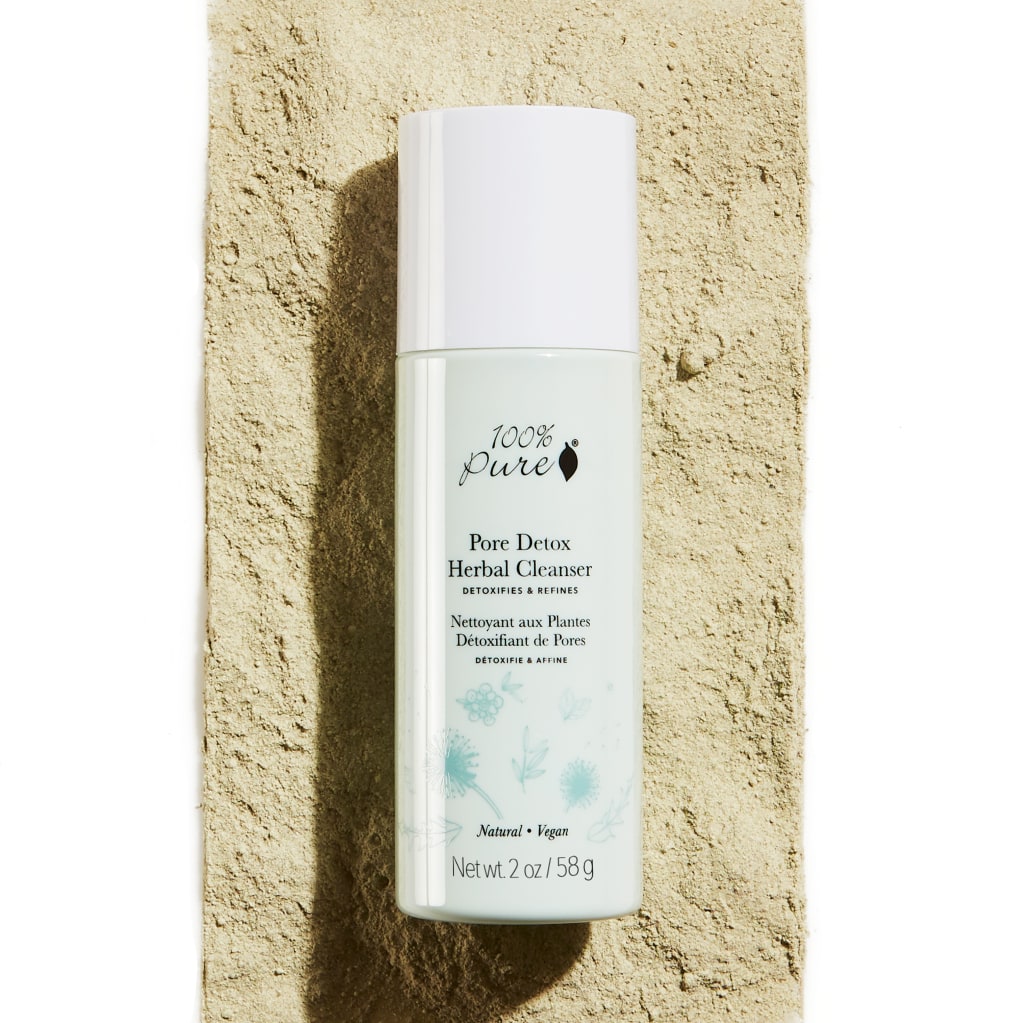 100%
pure®
Pore Detox
Herbal Cleanser
DETOXIFIES & REFINES
Nettoyant aux Plantes
Détoxifiant de Pores
DÉTOXIFIE & AFFINE
Natural • Vegan
Net wt. 2 oz / 58 g